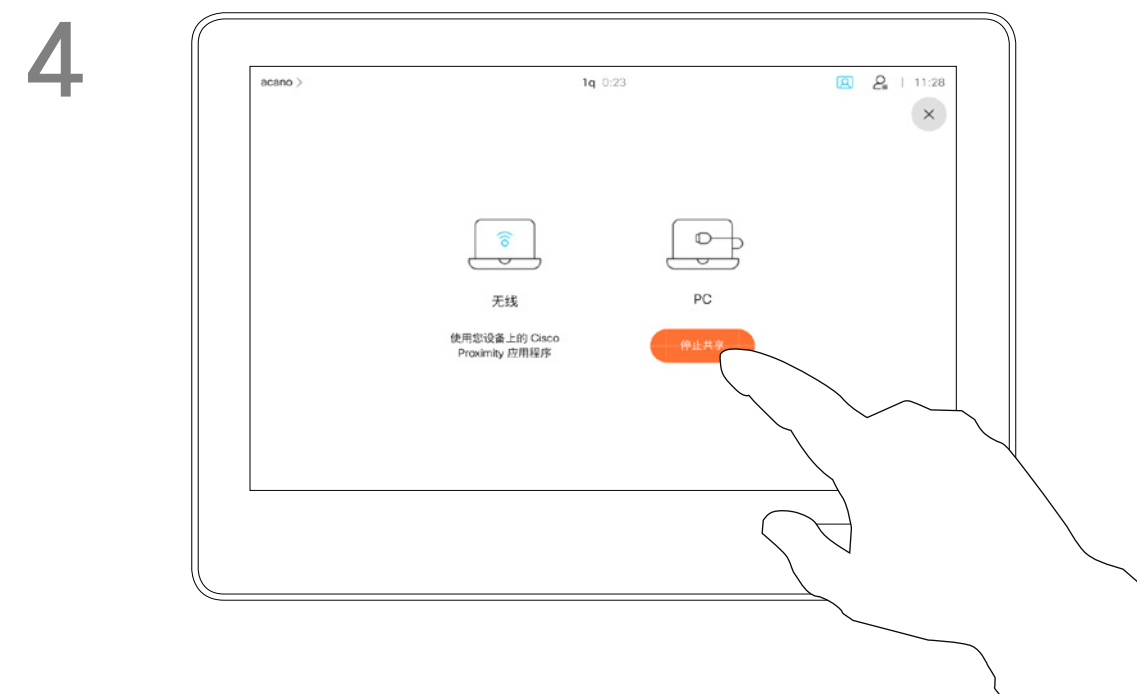 4
acano >
1q 0:23
11:28
无线
PC
使用您设备上的 Cisco
Proximity 应用程序
停止共享